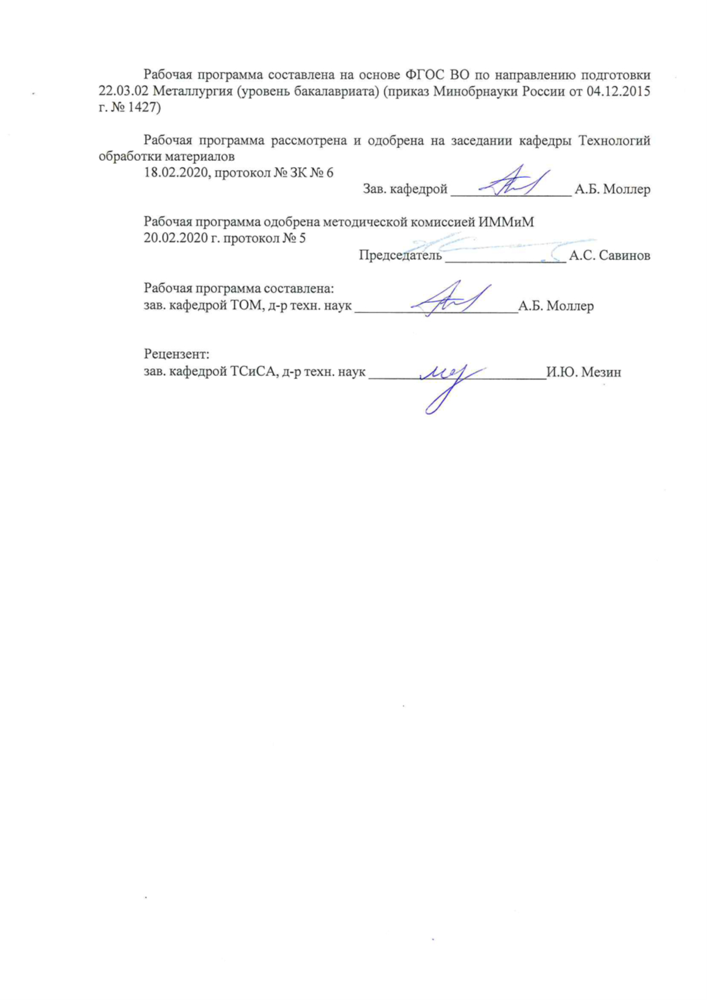 Рабочая программа составлена на основе ФГОС ВО по направлению подготовки
22.03.02 Металлургия (уровень бакалавриата) (приказ Минобрнауки России от 04.12.2015
г. № 1427)
Рабочая программа рассмотрена и одобрена на заседании кафедры Технологий
обработки материалов
18.02.2020, протокол № ЗК № 6
Зав. кафедрой ___________________ А.Б. Моллер
Рабочая программа одобрена методической комиссией ИММиМ
20.02.2020 г. протокол № 5
Председатель ___________________ А.С. Савинов
Рабочая программа составлена:
зав. кафедрой ТОМ, д-р техн. наук ___________________________А.Б. Моллер
Рецензент:
зав. кафедрой ТСиСА, д-р техн. наук _____________________________И.Ю. Мезин